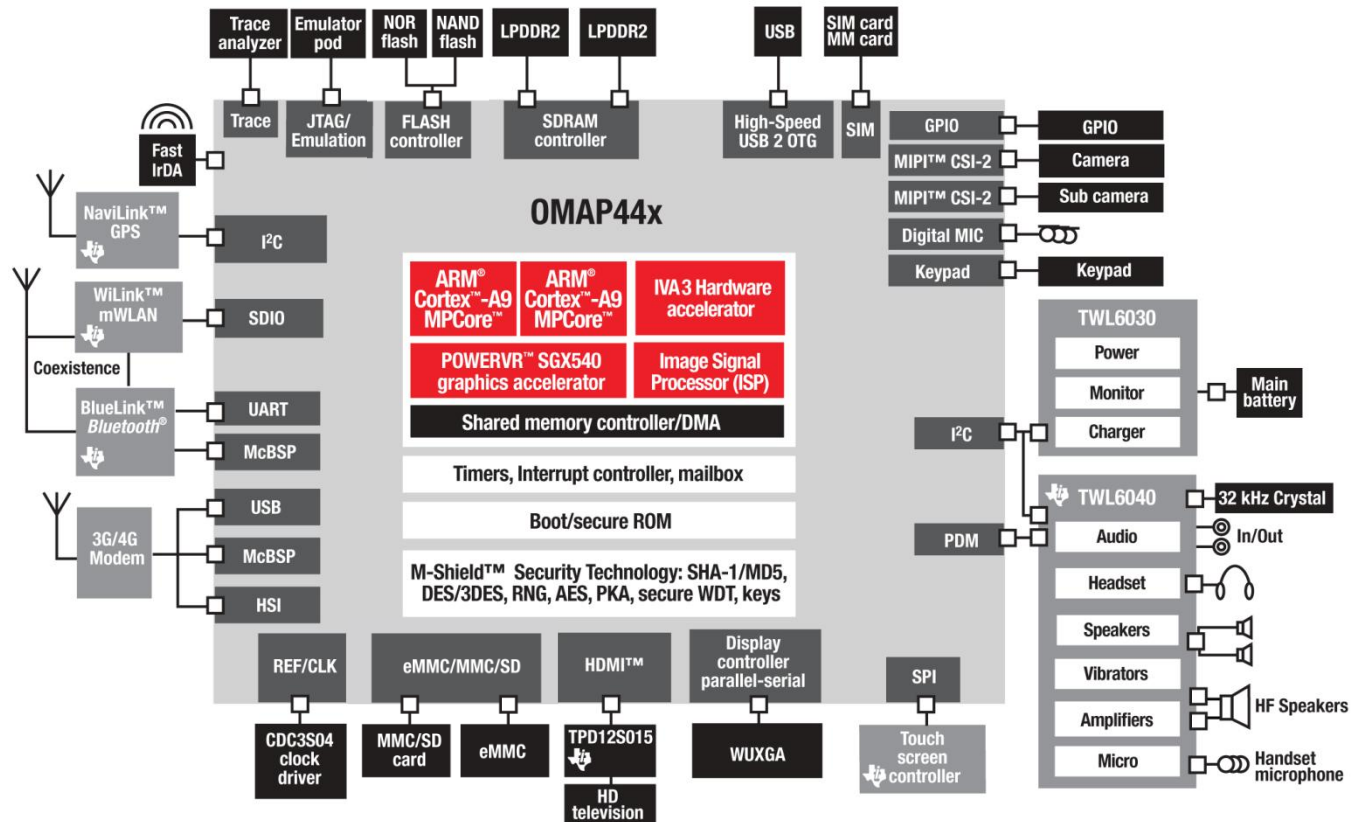 Trace
analyzer
Emulator
pod
NOR
flash
NAND
flash
LPDDR2
LPDDR2
USB
SIM card
MM card
Trace
JTAG/
Emulation
FLASH
controller
SDRAM
controller
High-Speed
USB 2 OTG
SIM
Fast
IrDA
NaviLink™
GPS
I²C
WiLink™
mWLAN
SDIO
Coexistence
BlueLink™
Bluetooth®
UART
McBSP
3G/4G
Modem
USB
McBSP
HSI
OMAP44x
ARM®
Cortex™-A9
MPCore™
ARM®
Cortex™-A9
MPCore™
IVA 3 Hardware
accelerator
POWERVR™ SGX540
graphics accelerator
Image Signal
Processor (ISP)
Shared memory controller/DMA
Timers, Interrupt controller, mailbox
Boot/secure ROM
M-Shield™ Security Technology: SHA-1/MD5,
DES/3DES, RNG, AES, PKA, secure WDT, keys
GPIO
GPIO
MIPI™ CSI-2
Camera
MIPI™ CSI-2
Sub camera
Digital MIC
Keypad
Keypad
TWL6030
Power
Monitor
Charger
Main
battery
I²C
PDM
TWL6040
32 kHz Crystal
Audio
In/Out
Headset
Speakers
Vibrators
Amplifiers
HF Speakers
Micro
Handset
microphone
REF/CLK
eMMC/MMC/SD
HDMI™
Display
controller
parallel-serial
SPI
CDC3S04
clock
driver
MMC/SD
card
eMMC
TPD12S015
HD
television
WUXGA
Touch
screen
controller